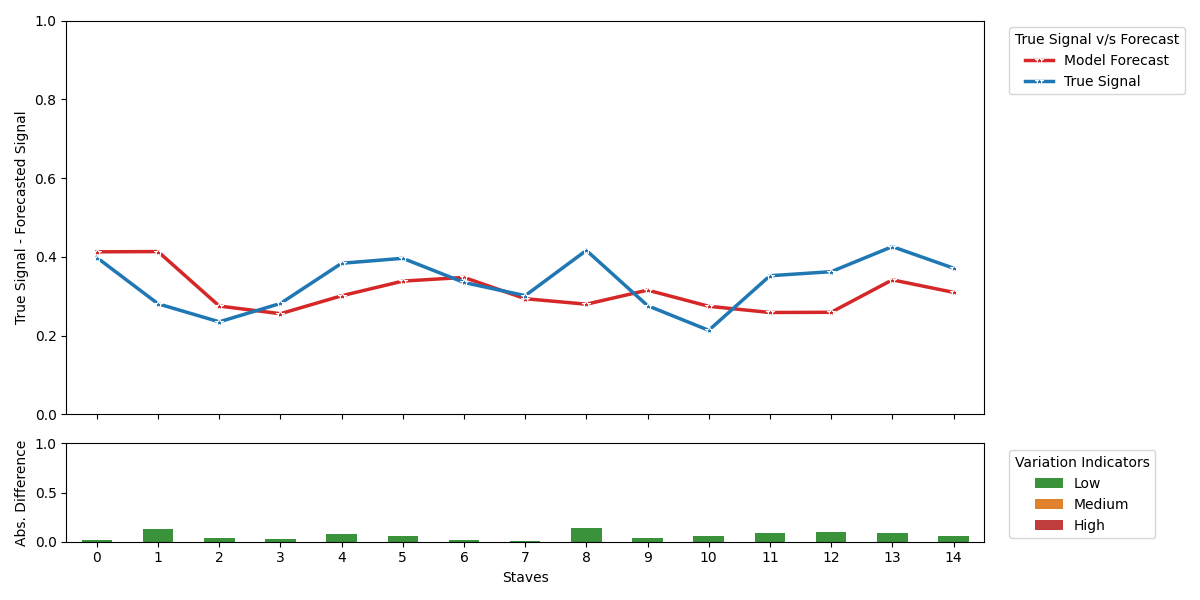 True Signal - Forecasted Signal
1.0
0.8
0.6
0.4
0.2
0.0
True Signal v/s Forecast
Model Forecast
True Signal
Abs. Difference
1.0
0.5
0.0
0 1 2 3 4 5 6 7 8 9 10 11 12 13 14
Staves
Variation Indicators
Low
Medium
High